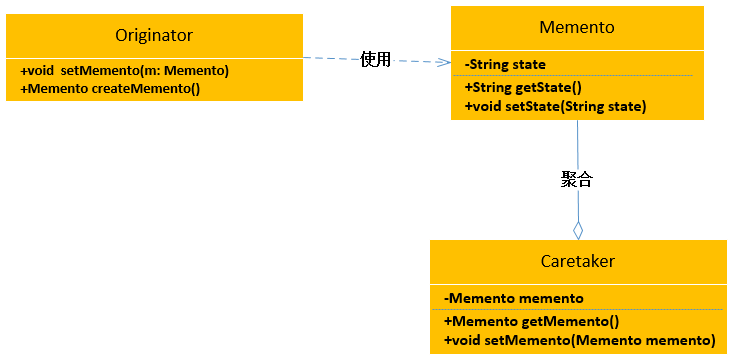 Originator
+void setMemento(m: Memento)
+Memento createMemento()
使用
Memento
-String state
+String getState()
+void setState(String state)
聚合
Caretaker
-Memento memento
+Memento getMemento()
+void setMemento(Memento memento)